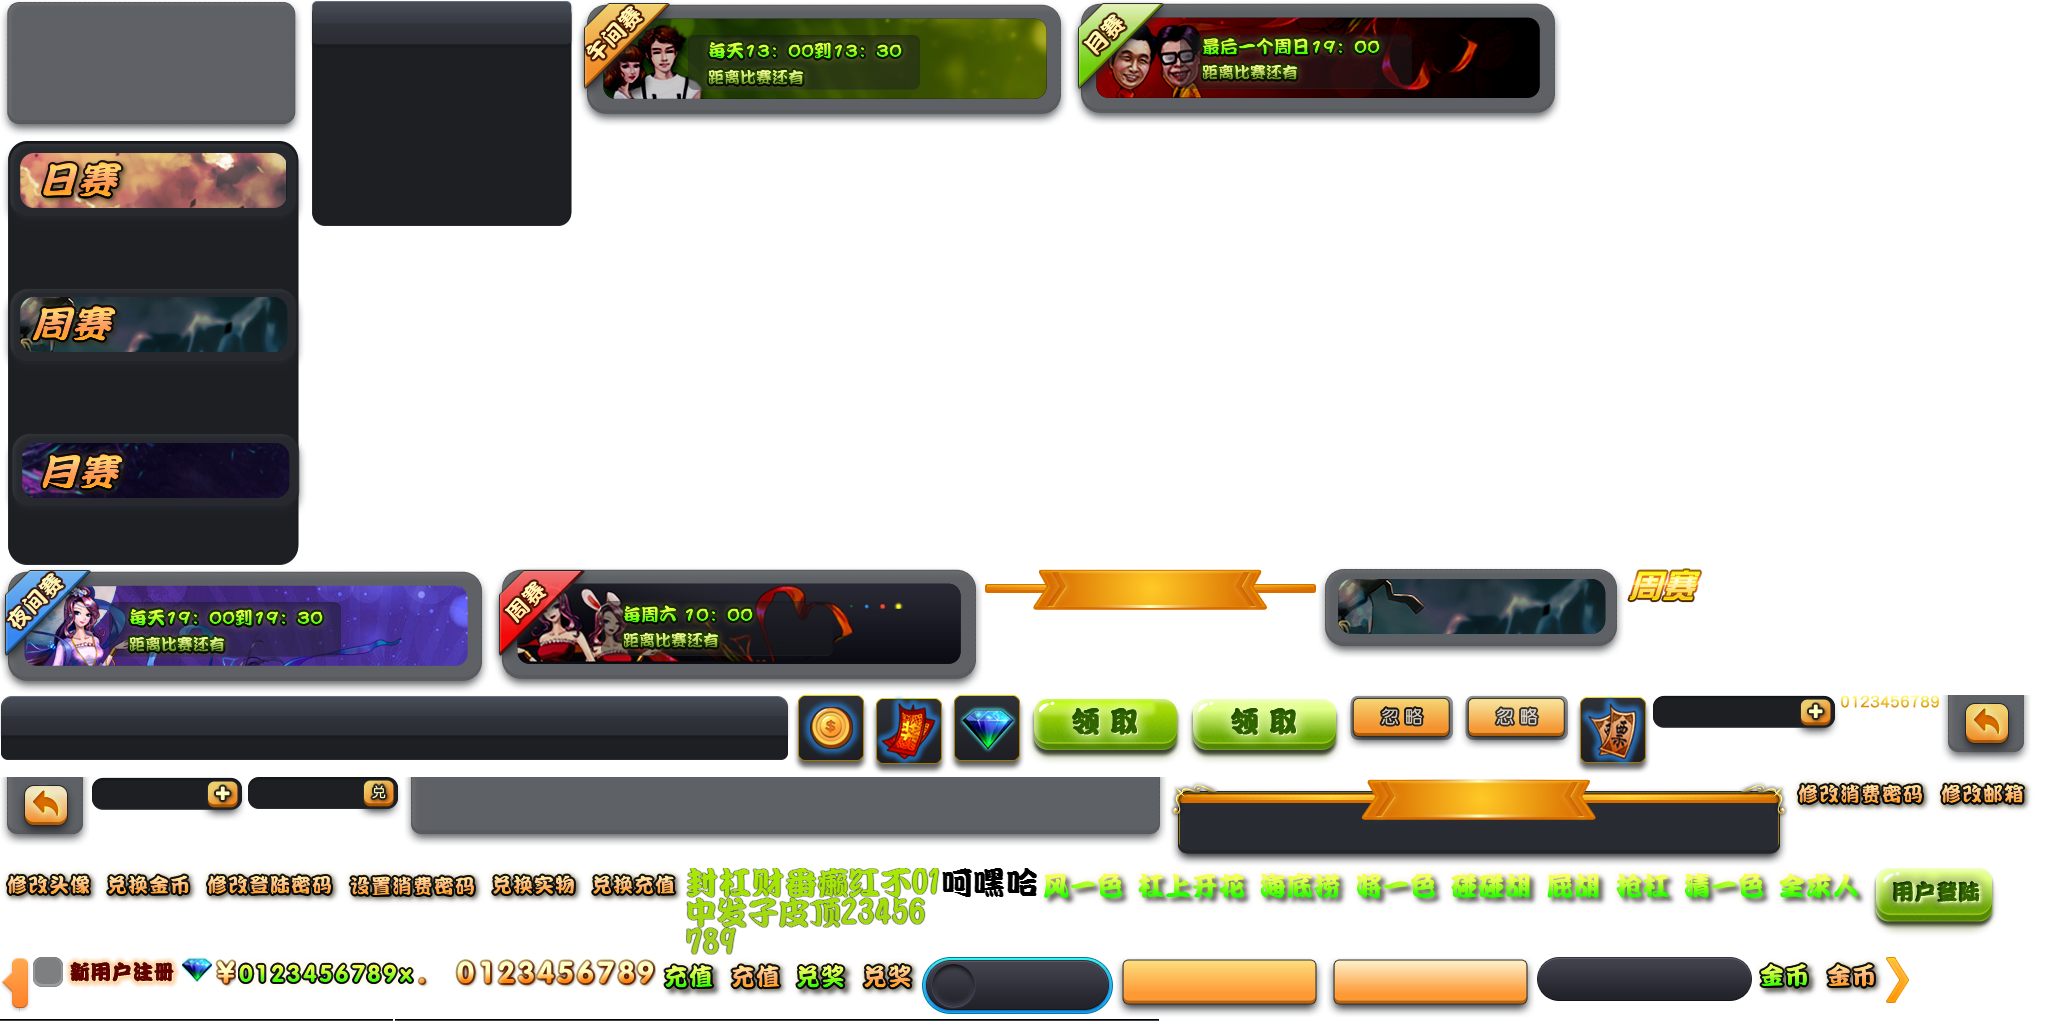 午间赛
每天13：00到13：30
距离比赛还有
月赛
最后一个周日19：00
距离比赛还有
日赛
周赛
月赛
夜间赛
每天19：00到19：30
距离比赛还有
周赛
每周六 10：00
距离比赛还有
周赛
领取
领取
忽略
忽略
票
0123456789
兑
修改消费密码
修改邮箱
修改头像
兑换金币
修改登陆密码
设置消费密码
兑换实物
兑换充值
封杠财番癞红不01
中发子皮顶23456
789
呵嘿哈
风一色
杠上开花
海底捞
将一色
碰碰胡
屁胡
抢杠
清一色
全求人
用户登陆
新用户注册
¥0123456789x.
0123456789
充值
充值
兑奖
兑奖
金币
金币